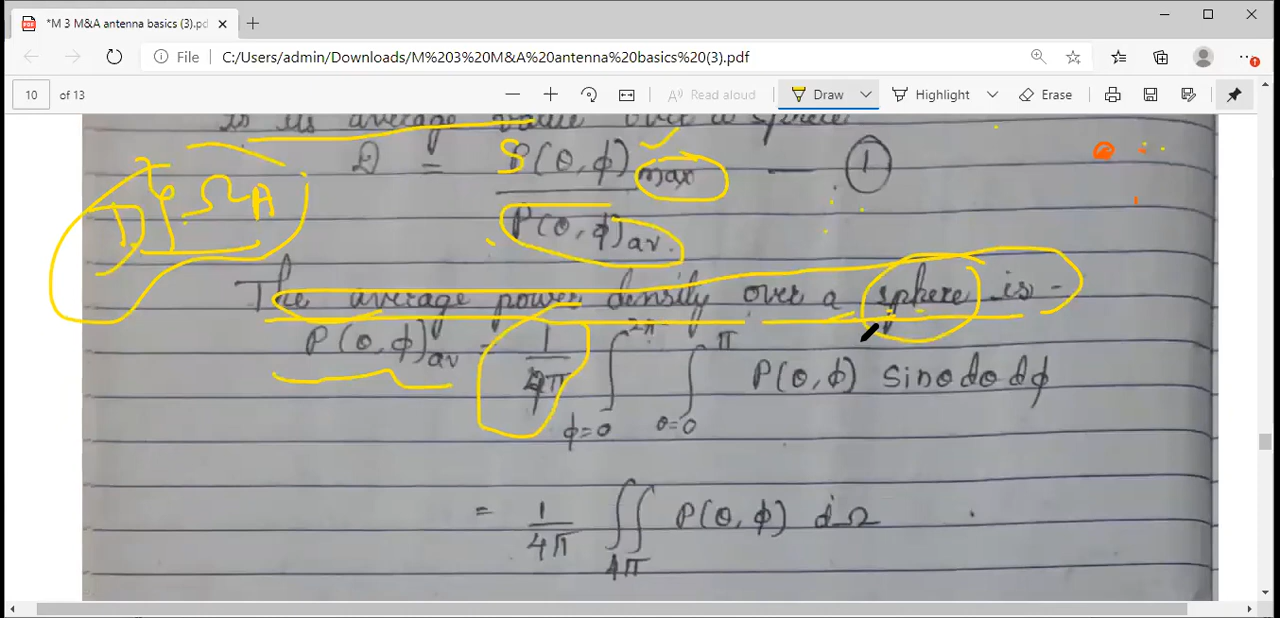 *M 3 M&A antenna basics (3).pd
File C:/Users/admin/Downloads/M%203%20M&A%20antenna%20basics%20(3).pdf
10 of 13 Read aloud Draw Highlight Erase
is its average value over a sphere
D = P(θ, φ) max — 1
P(θ, φ) av.
Ω A
The average power density over a sphere is -
P(θ, φ) av = 1/4π ∫ φ=0 2π ∫ θ=0 π P(θ, φ) sinθ dθ dφ
= 1/4π ∬ 4π P(θ, φ) dΩ